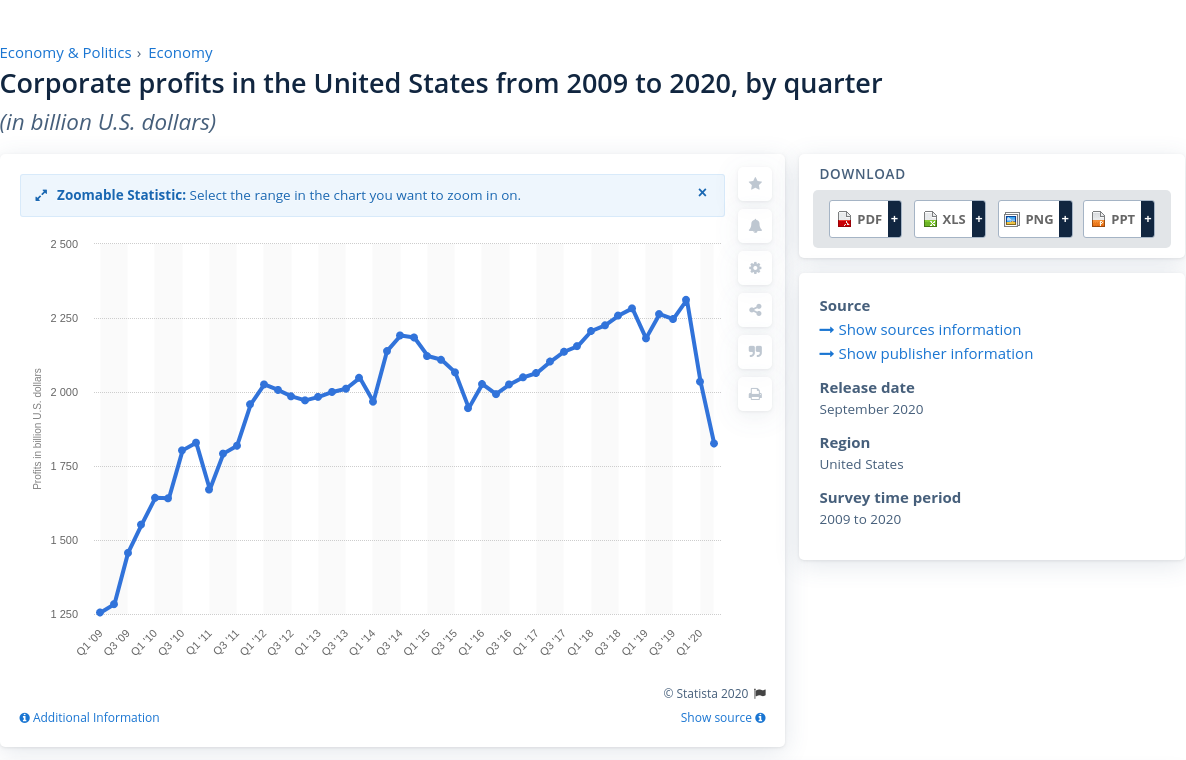 Economy & Politics › Economy
Corporate profits in the United States from 2009 to 2020, by quarter
(in billion U.S. dollars)
Zoomable Statistic: Select the range in the chart you want to zoom in on.
×
2 500
2 250
2 000
1 750
1 500
1 250
Profits in billion U.S. dollars
Q1 '09
Q3 '09
Q1 '10
Q3 '10
Q1 '11
Q3 '11
Q1 '12
Q3 '12
Q1 '13
Q3 '13
Q1 '14
Q3 '14
Q1 '15
Q3 '15
Q1 '16
Q3 '16
Q1 '17
Q3 '17
Q1 '18
Q3 '18
Q1 '19
Q3 '19
Q1 '20
© Statista 2020
Additional Information
Show source
DOWNLOAD
PDF + XLS + PNG + PPT +
Source
Show sources information
Show publisher information
Release date
September 2020
Region
United States
Survey time period
2009 to 2020